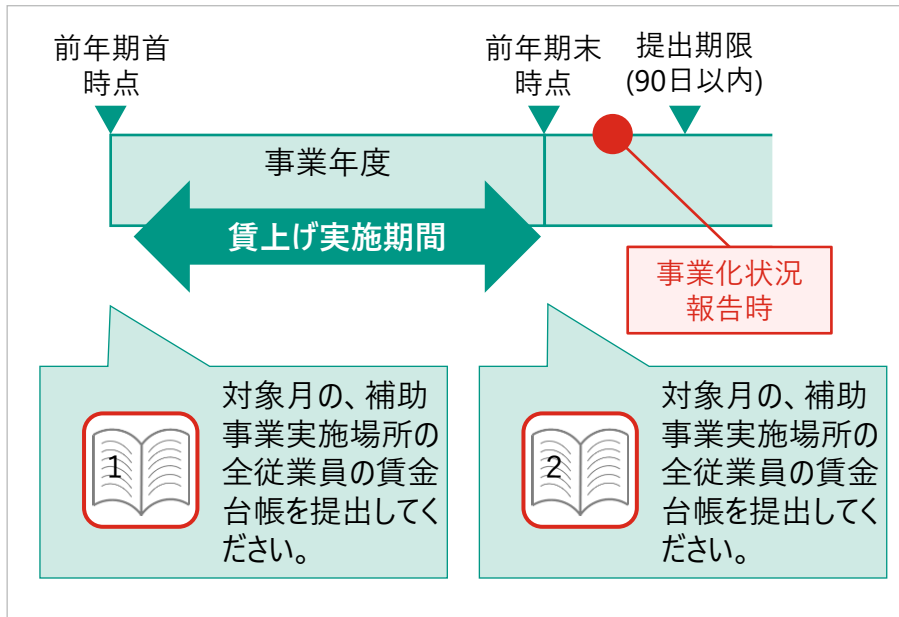 前年期首
時点
前年期末
時点
提出期限
(90日以内)
事業年度
賃上げ実施期間
事業化状況
報告時
1
対象月の、補助
事業実施場所の
全従業員の賃金
台帳を提出してく
ださい。
2
対象月の、補助
事業実施場所の
全従業員の賃金
台帳を提出してく
ださい。